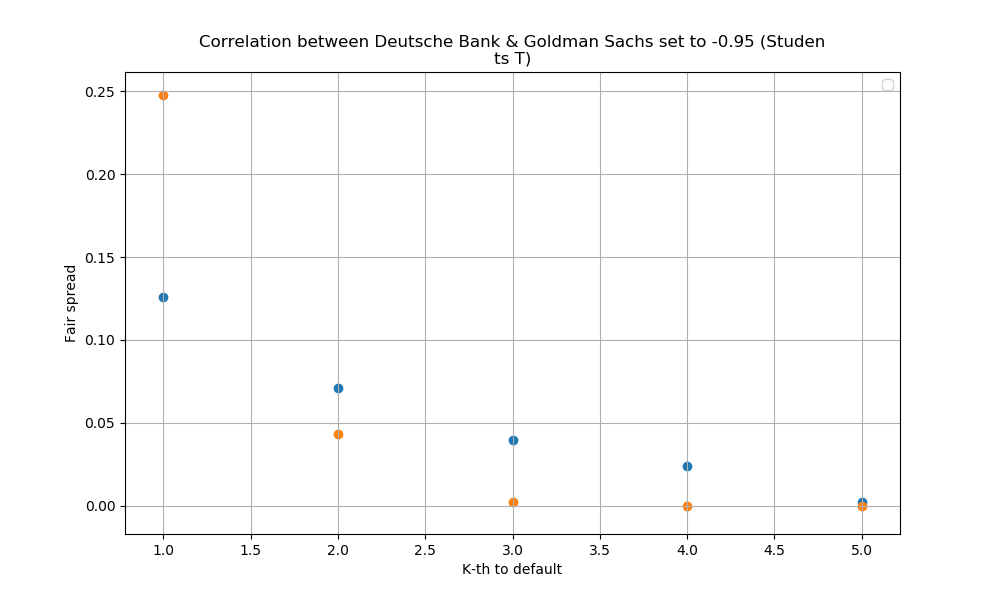 Correlation between Deutsche Bank & Goldman Sachs set to -0.95 (Studen
ts T)
0.25
0.20
0.15
0.10
0.05
0.00
Fair spread
1.0 1.5 2.0 2.5 3.0 3.5 4.0 4.5 5.0
K-th to default